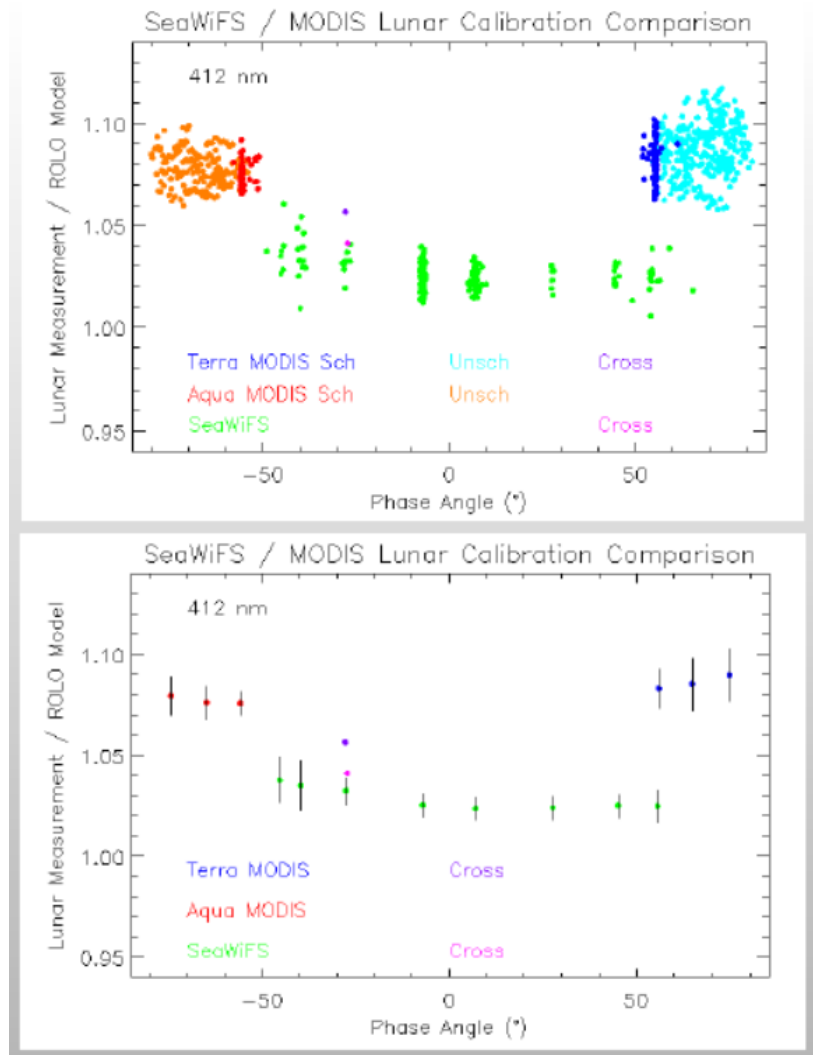 SeaWiFS / MODIS Lunar Calibration Comparison
412 nm
Lunar Measurement / ROLO Model
1.10
1.05
1.00
0.95
Terra MODIS Sch Unsch Cross
Aqua MODIS Sch Unsch
SeaWiFS Cross
-50 0 50
Phase Angle (°)
SeaWiFS / MODIS Lunar Calibration Comparison
412 nm
Lunar Measurement / ROLO Model
1.10
1.05
1.00
0.95
Terra MODIS Cross
Aqua MODIS
SeaWiFS Cross
-50 0 50
Phase Angle (°)